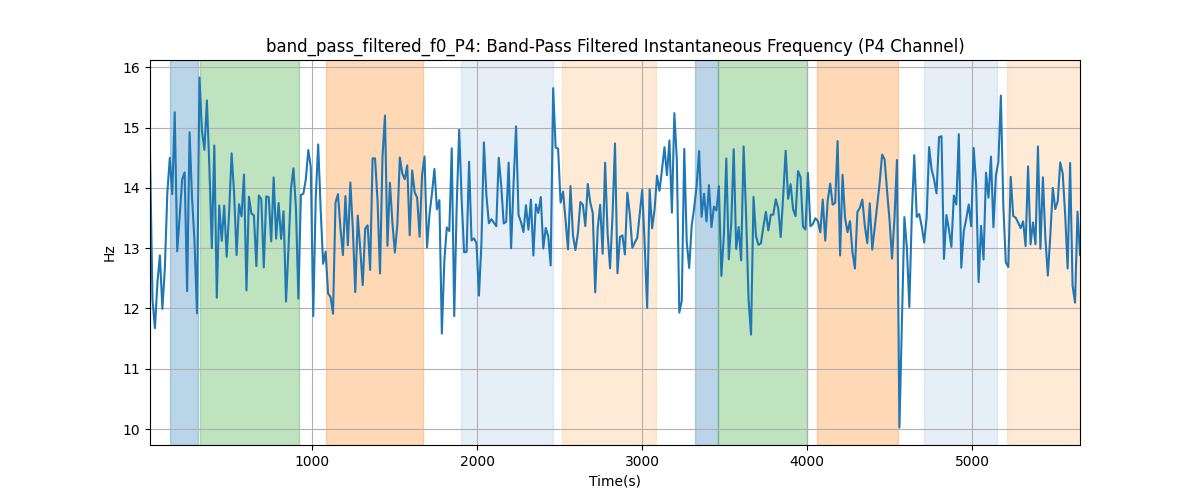 band_pass_filtered_f0_P4: Band-Pass Filtered Instantaneous Frequency (P4 Channel)
16
15
14
13
12
11
10
Hz
1000 2000 3000 4000 5000
Time(s)